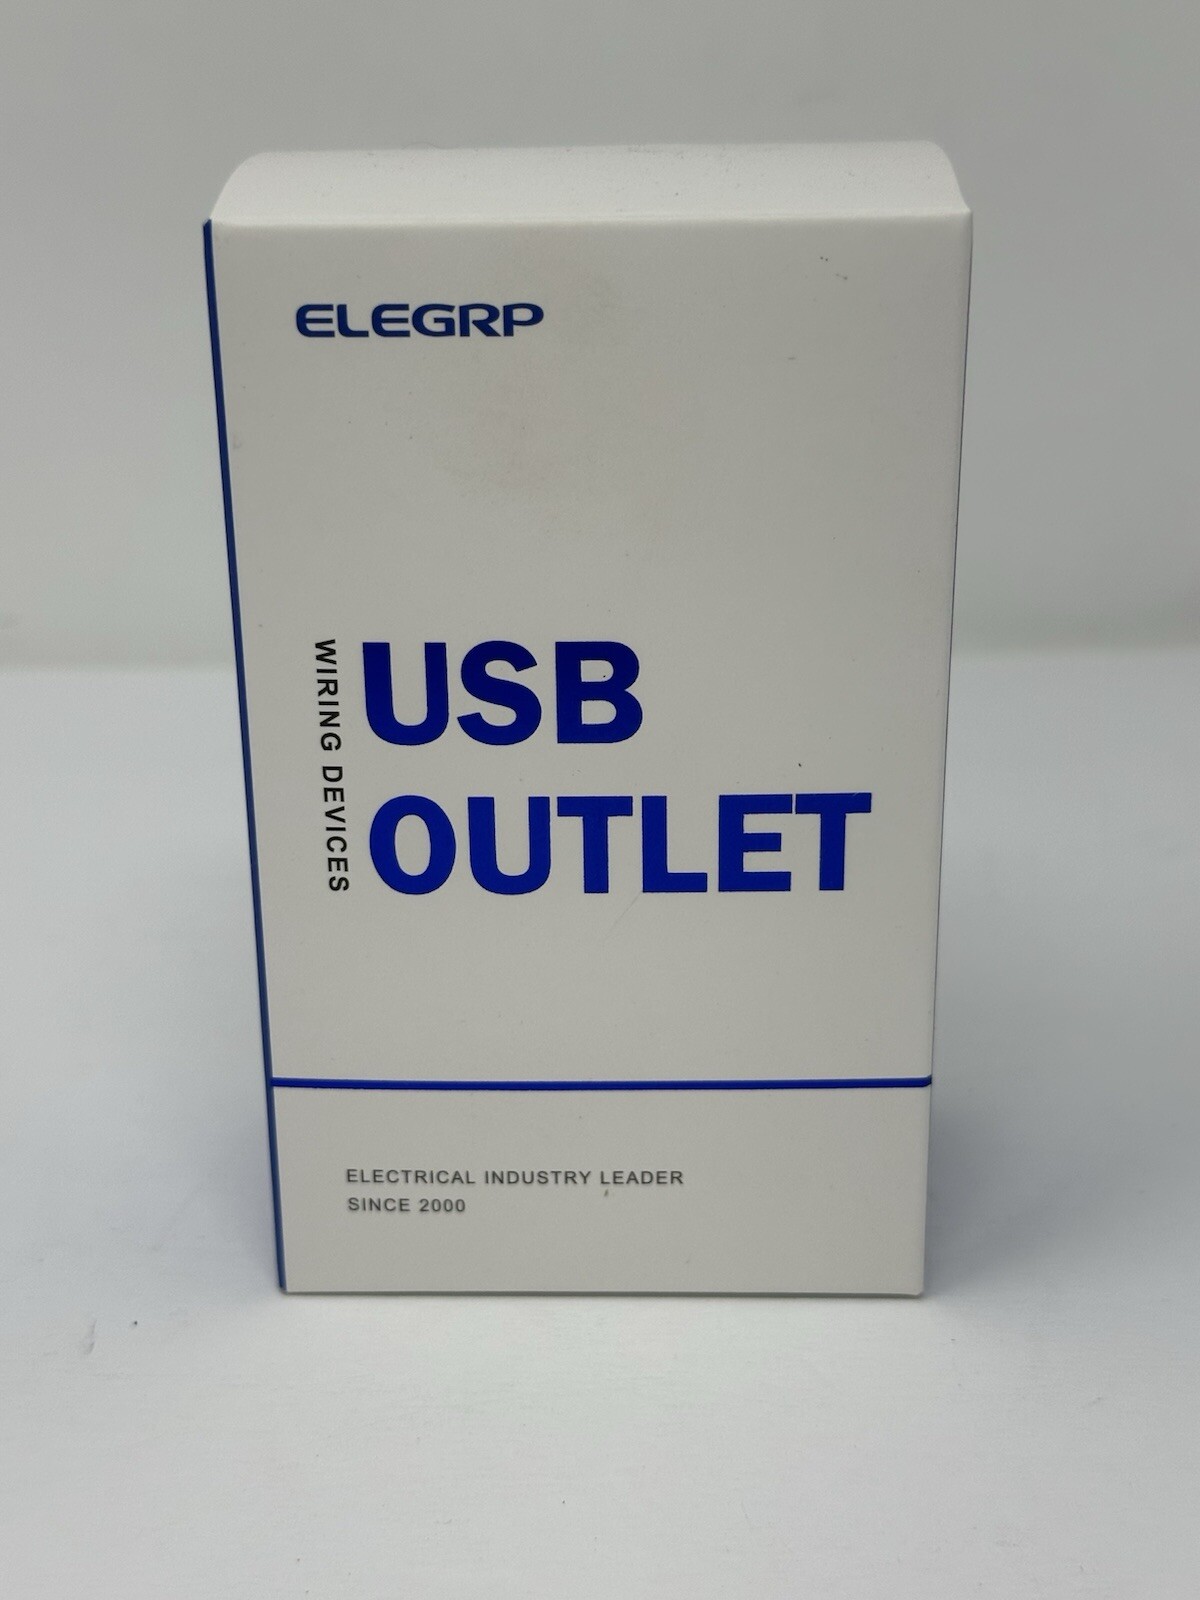 ELEGRP
WIRING DEVICES
USB
OUTLET
ELECTRICAL INDUSTRY LEADER
SINCE 2000